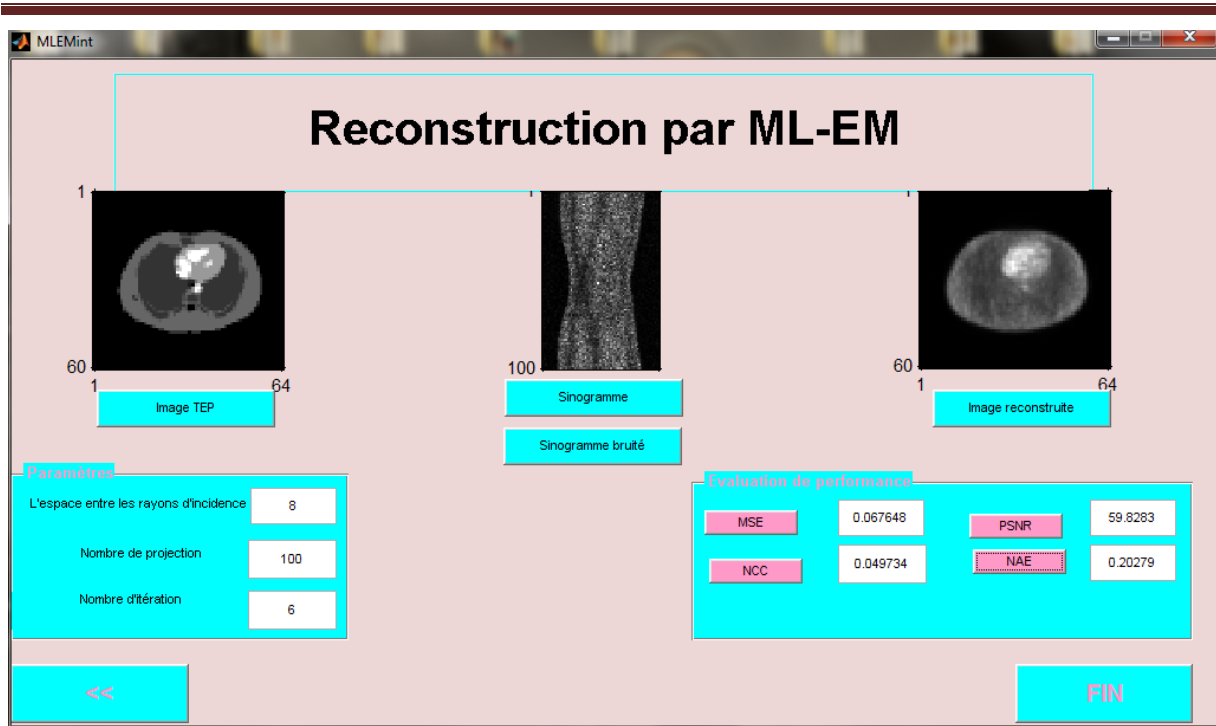 MLEMint
Reconstruction par ML-EM
1
60
1
64
100
60
1
64
Image TEP
Sinogramme
Sinogramme bruité
Image reconstruite
Paramètres
L'espace entre les rayons d'incidence
8
Nombre de projection
100
Nombre d'itération
6
Evaluation de performance
MSE
0.067648
PSNR
59.8283
NCC
0.049734
NAE
0.20279
<<
FIN